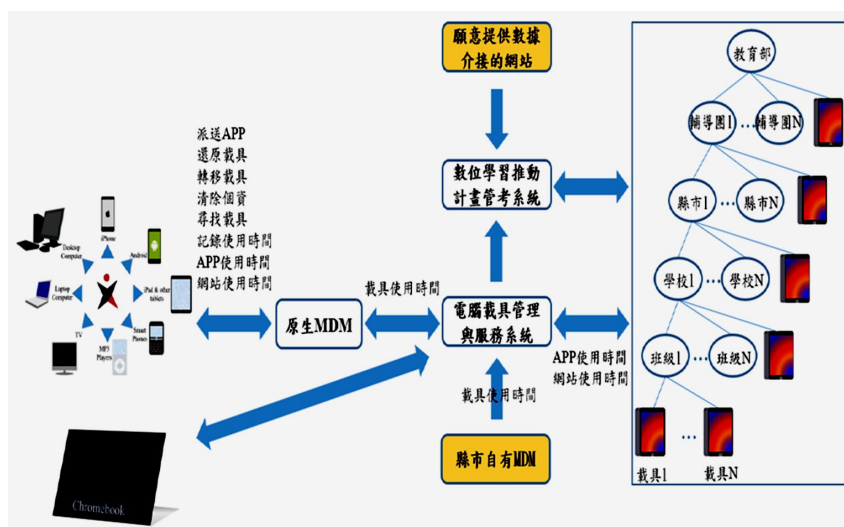 願意提供數據
介接的網站
教育部
輔導團1
...
輔導團N
派送APP
還原載具
轉移載具
清除個資
尋找載具
記錄使用時間
APP使用時間
網站使用時間
數位學習推動
計畫管考系統
縣市1
...
縣市N
iPhone
Desktop
Computer
Android
Laptop
Computer
iPad & other
tablets
TV
MP3
Players
Smart
Phones
原生MDM
載具使用時間
電腦載具管理
與服務系統
學校1
...
學校N
APP使用時間
網站使用時間
班級1
...
班級N
載具使用時間
縣市自有MDM
載具1
...
載具N
Chromebook